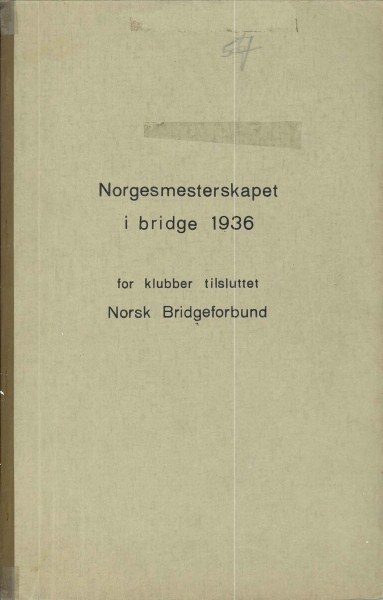 Norgesmesterskapet
i bridge 1936
for klubber tilsluttet
Norsk Bridgeforbund